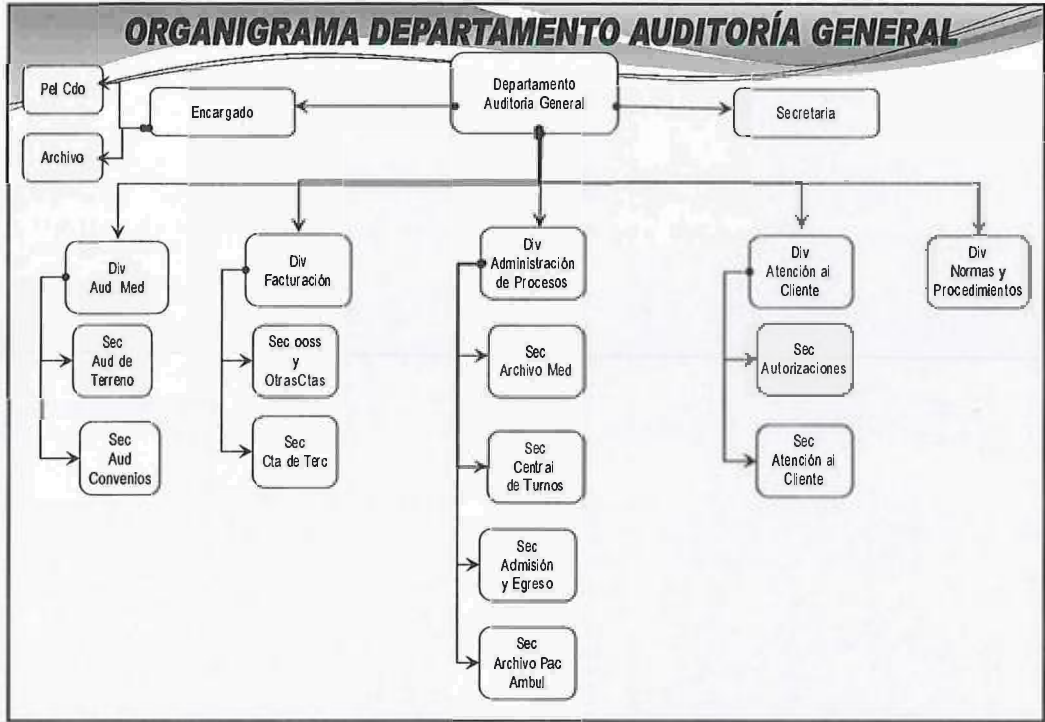 ORGANIGRAMA DEPARTAMENTO AUDITORÍA GENERAL
Pel Cdo
Encargado
Archivo
Departamento
Auditoria General
Secretaria
Div
Aud Med
Sec
Aud de
Terreno
Sec
Aud
Convenios
Div
Facturación
Sec ooss
y
OtrasCtas
Sec
Cta de Terc
Div
Administración
de Procesos
Sec
Archivo Med
Sec
Central
de Turnos
Sec
Admisión
y Egreso
Sec
Archivo Pac
Ambul
Div
Atención al
Cliente
Sec
Autorizaciones
Sec
Atención al
Cliente
Div
Normas y
Procedimientos